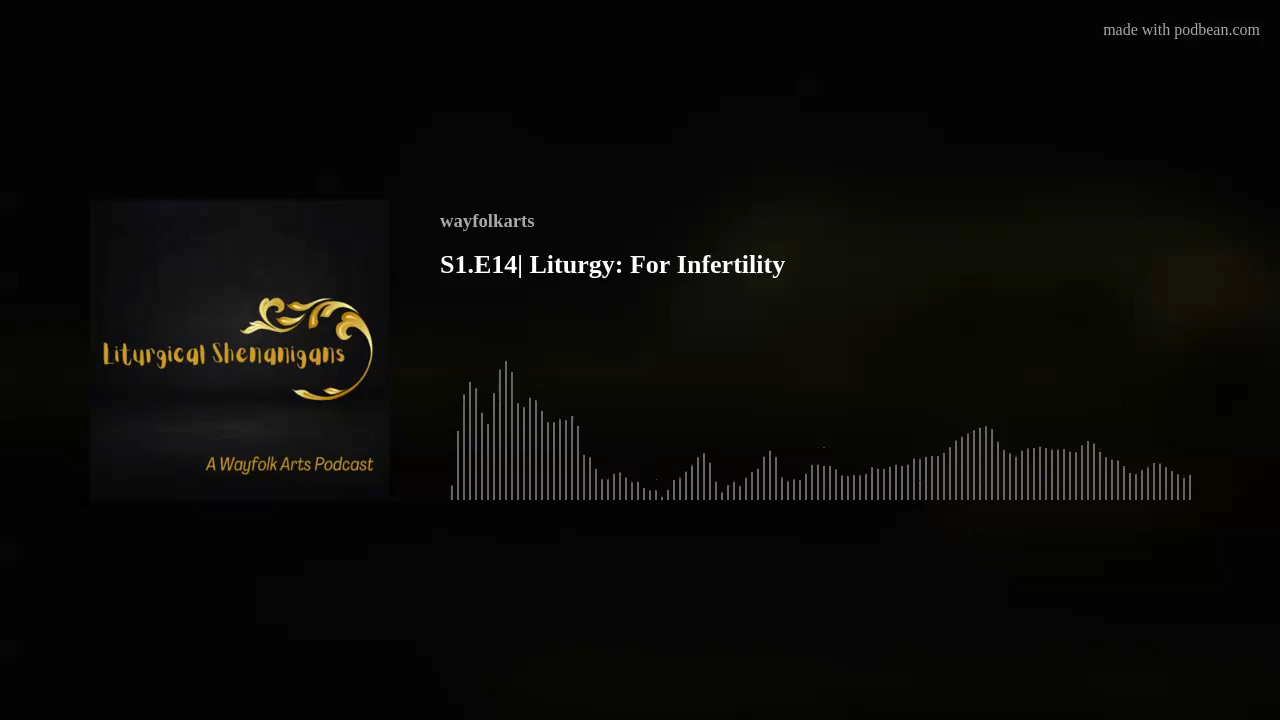 made with podbean.com
wayfolkarts
S1.E14| Liturgy: For Infertility
Liturgical Shenanigans
A Wayfolk Arts Podcast